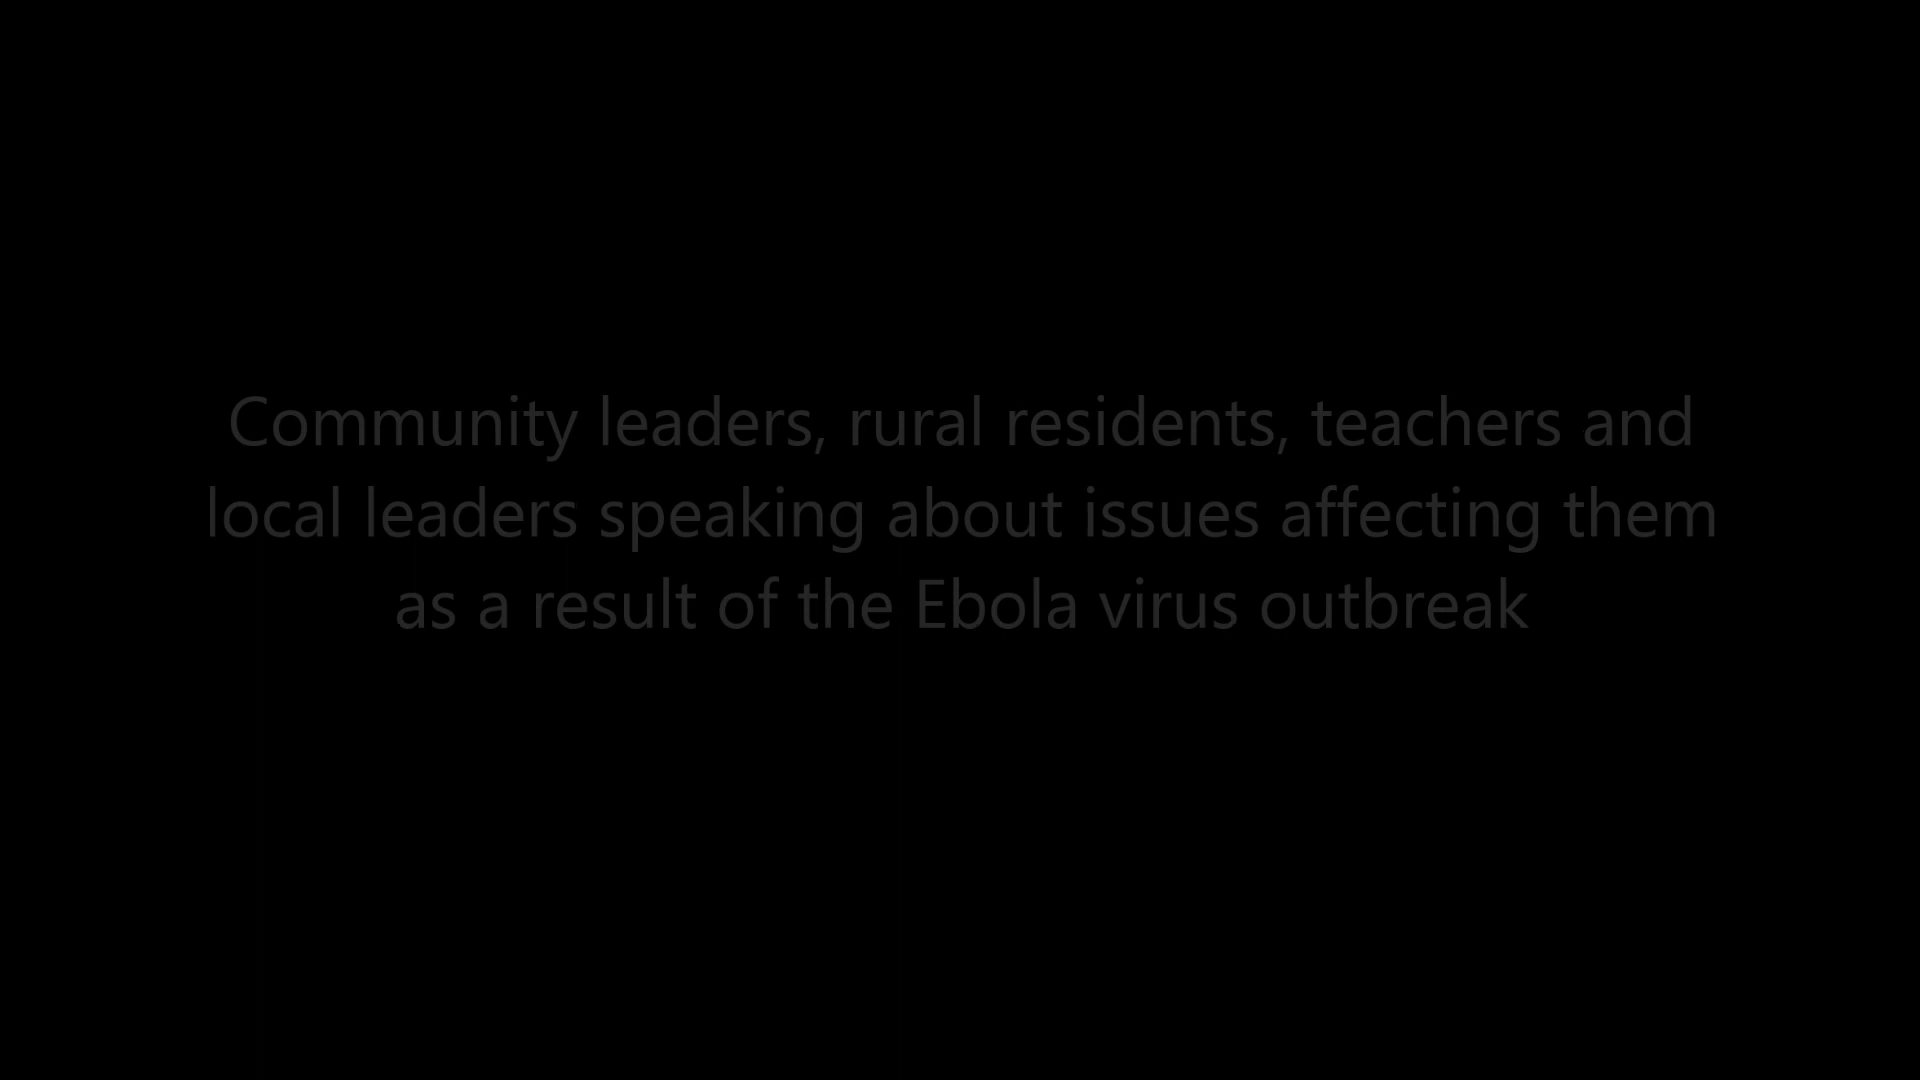 Community leaders, rural residents, teachers and
local leaders speaking about issues affecting them
as a result of the Ebola virus outbreak